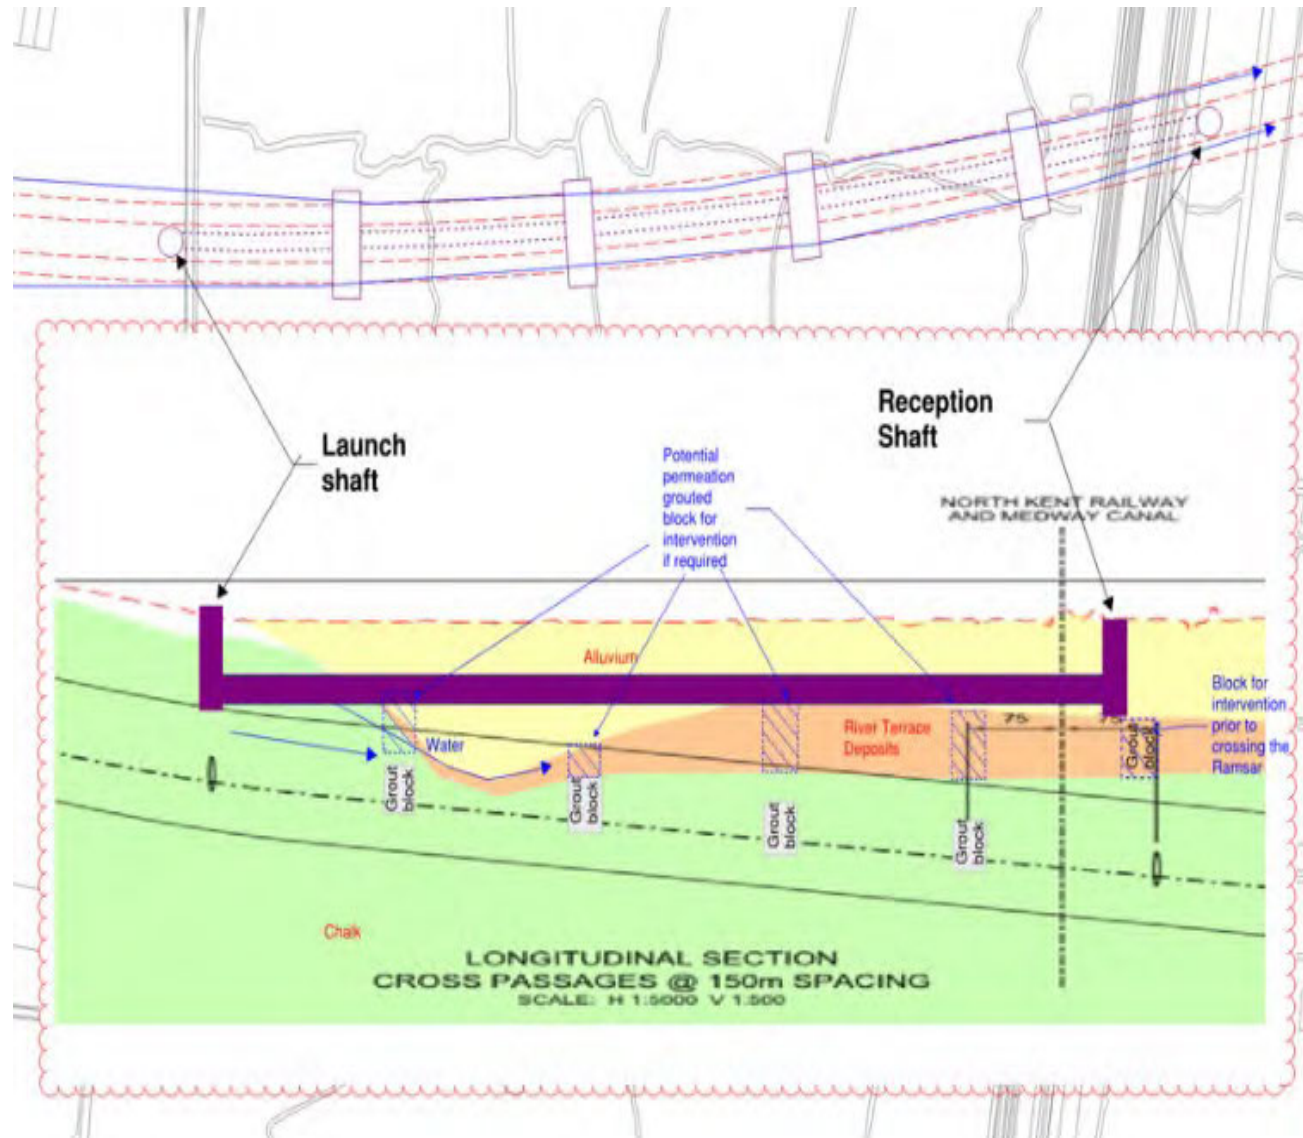 Launch
shaft
Reception
Shaft
Potential
permeation
grouted
block for
intervention
if required
NORTH KENT RAILWAY
AND MEDWAY CANAL
Alluvium
Water
River Terrace
Deposits
75
75
Block for
intervention
prior to
crossing the
Ramsar
Grout
block
Grout
block
Grout
block
Grout
block
Grout
block
Chalk
LONGITUDINAL SECTION
CROSS PASSAGES @ 150m SPACING
SCALE: H 1:5000 V 1:500